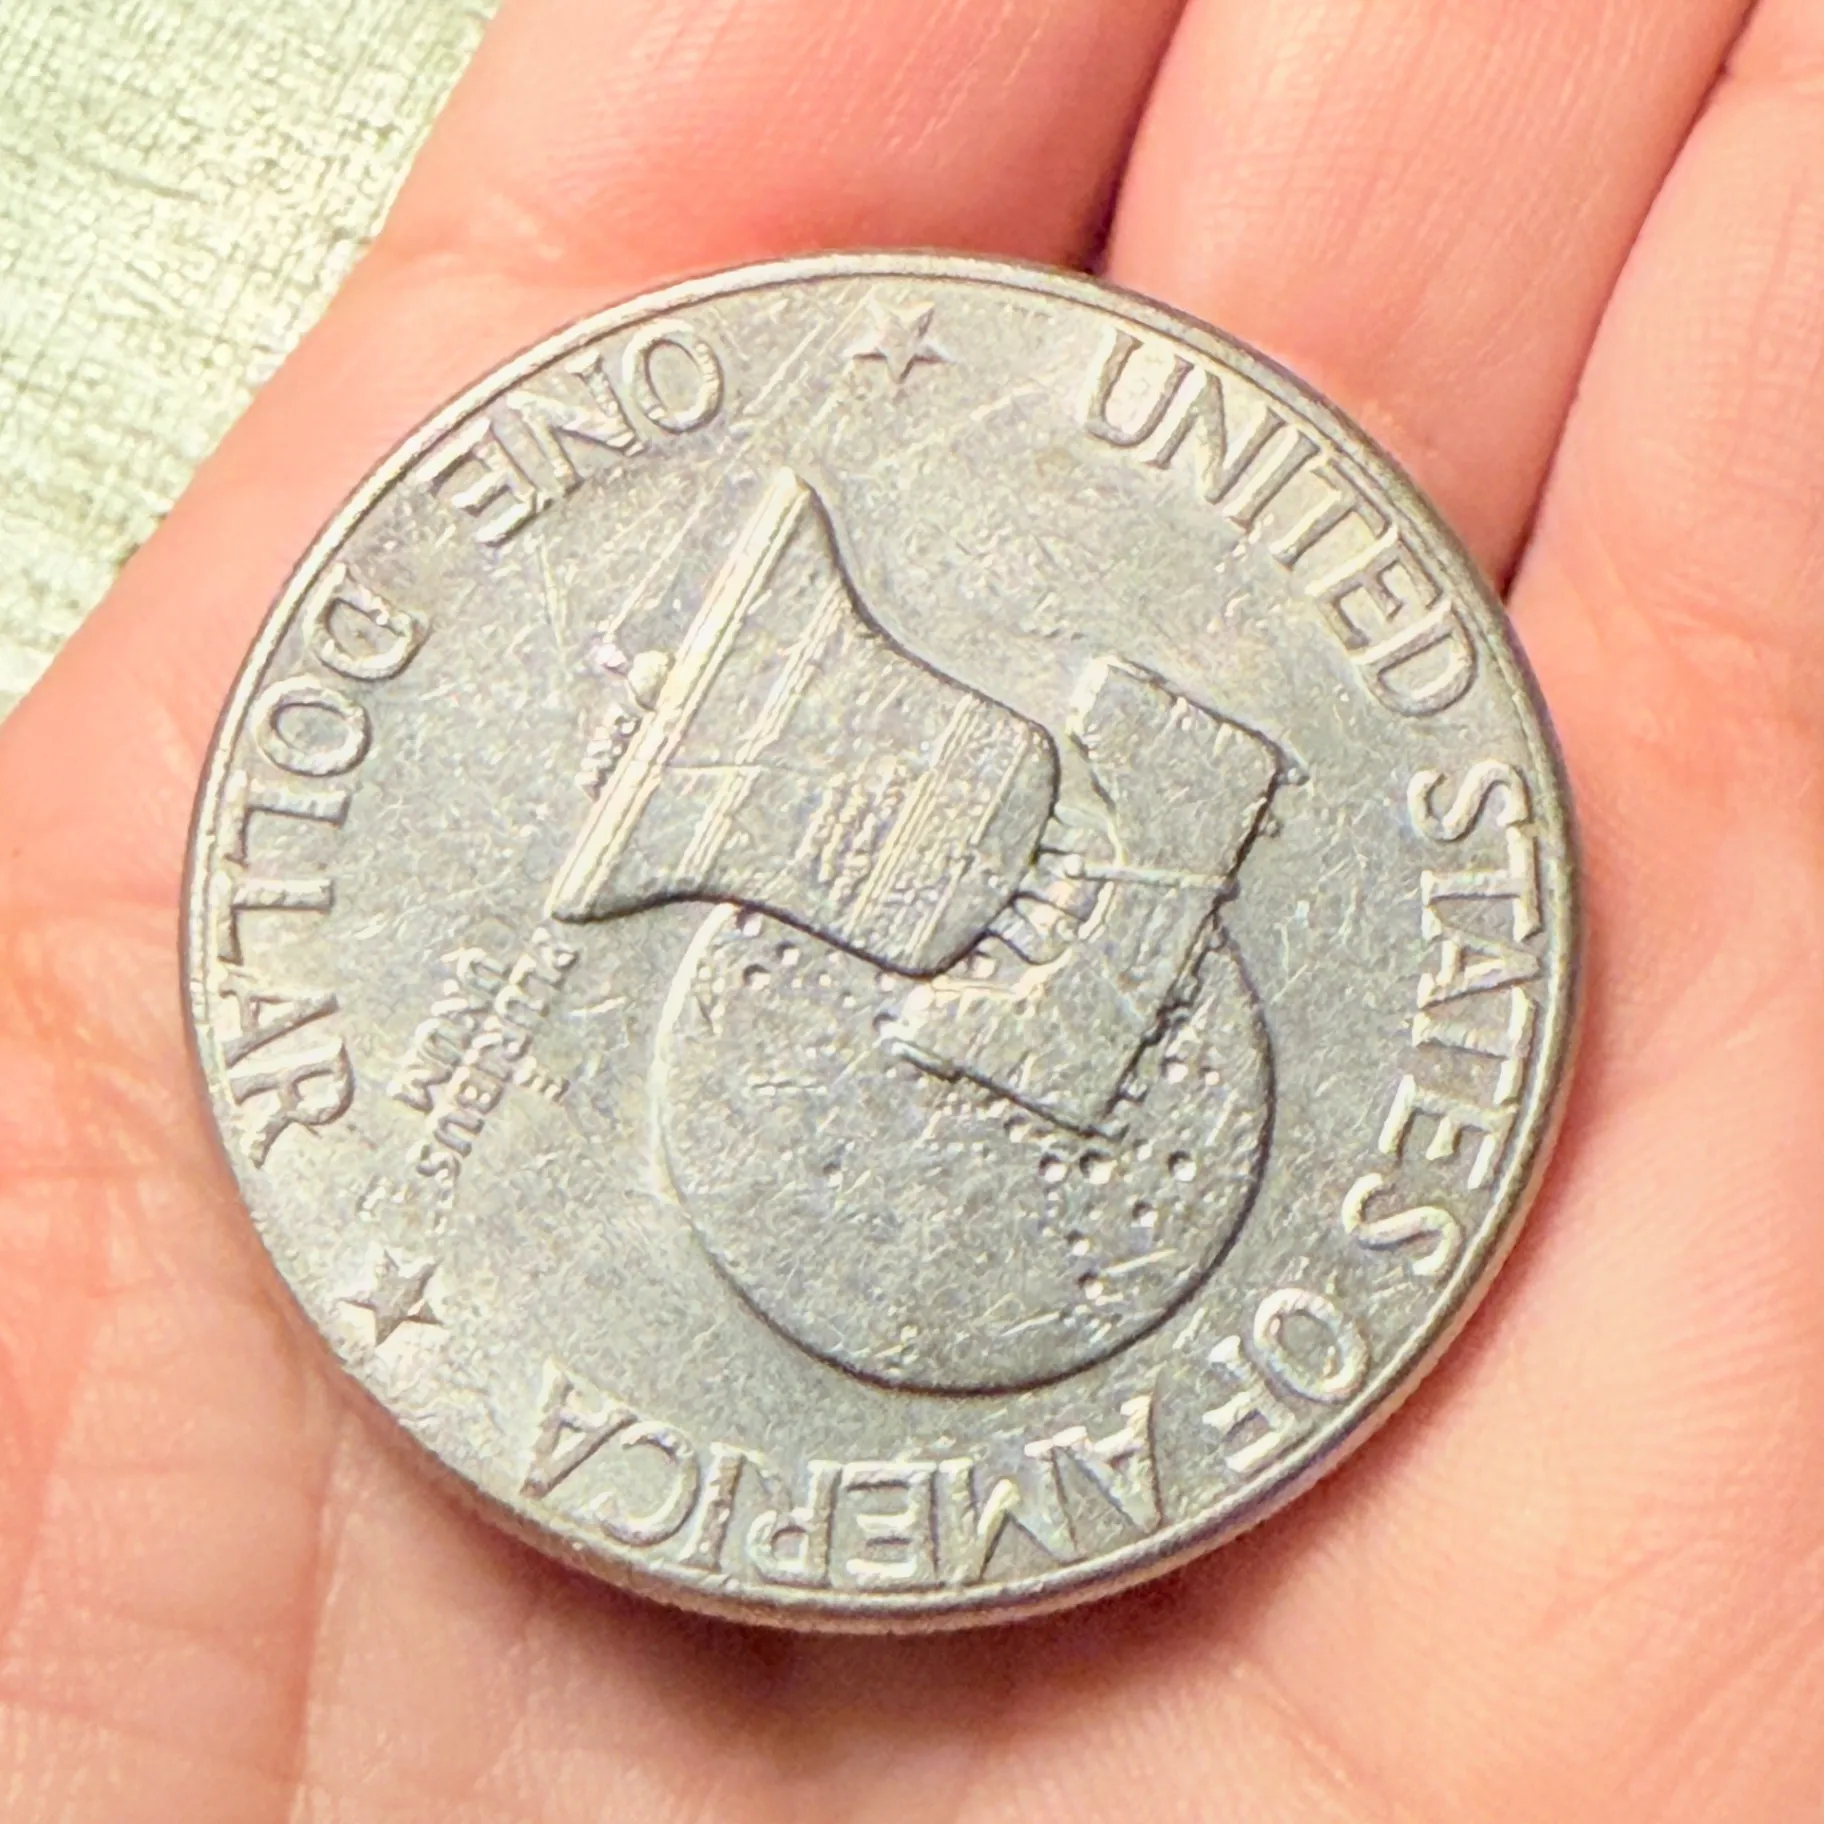 UNITED STATES OF AMERICA
E
PLURIBUS
UNUM
ONE DOLLAR